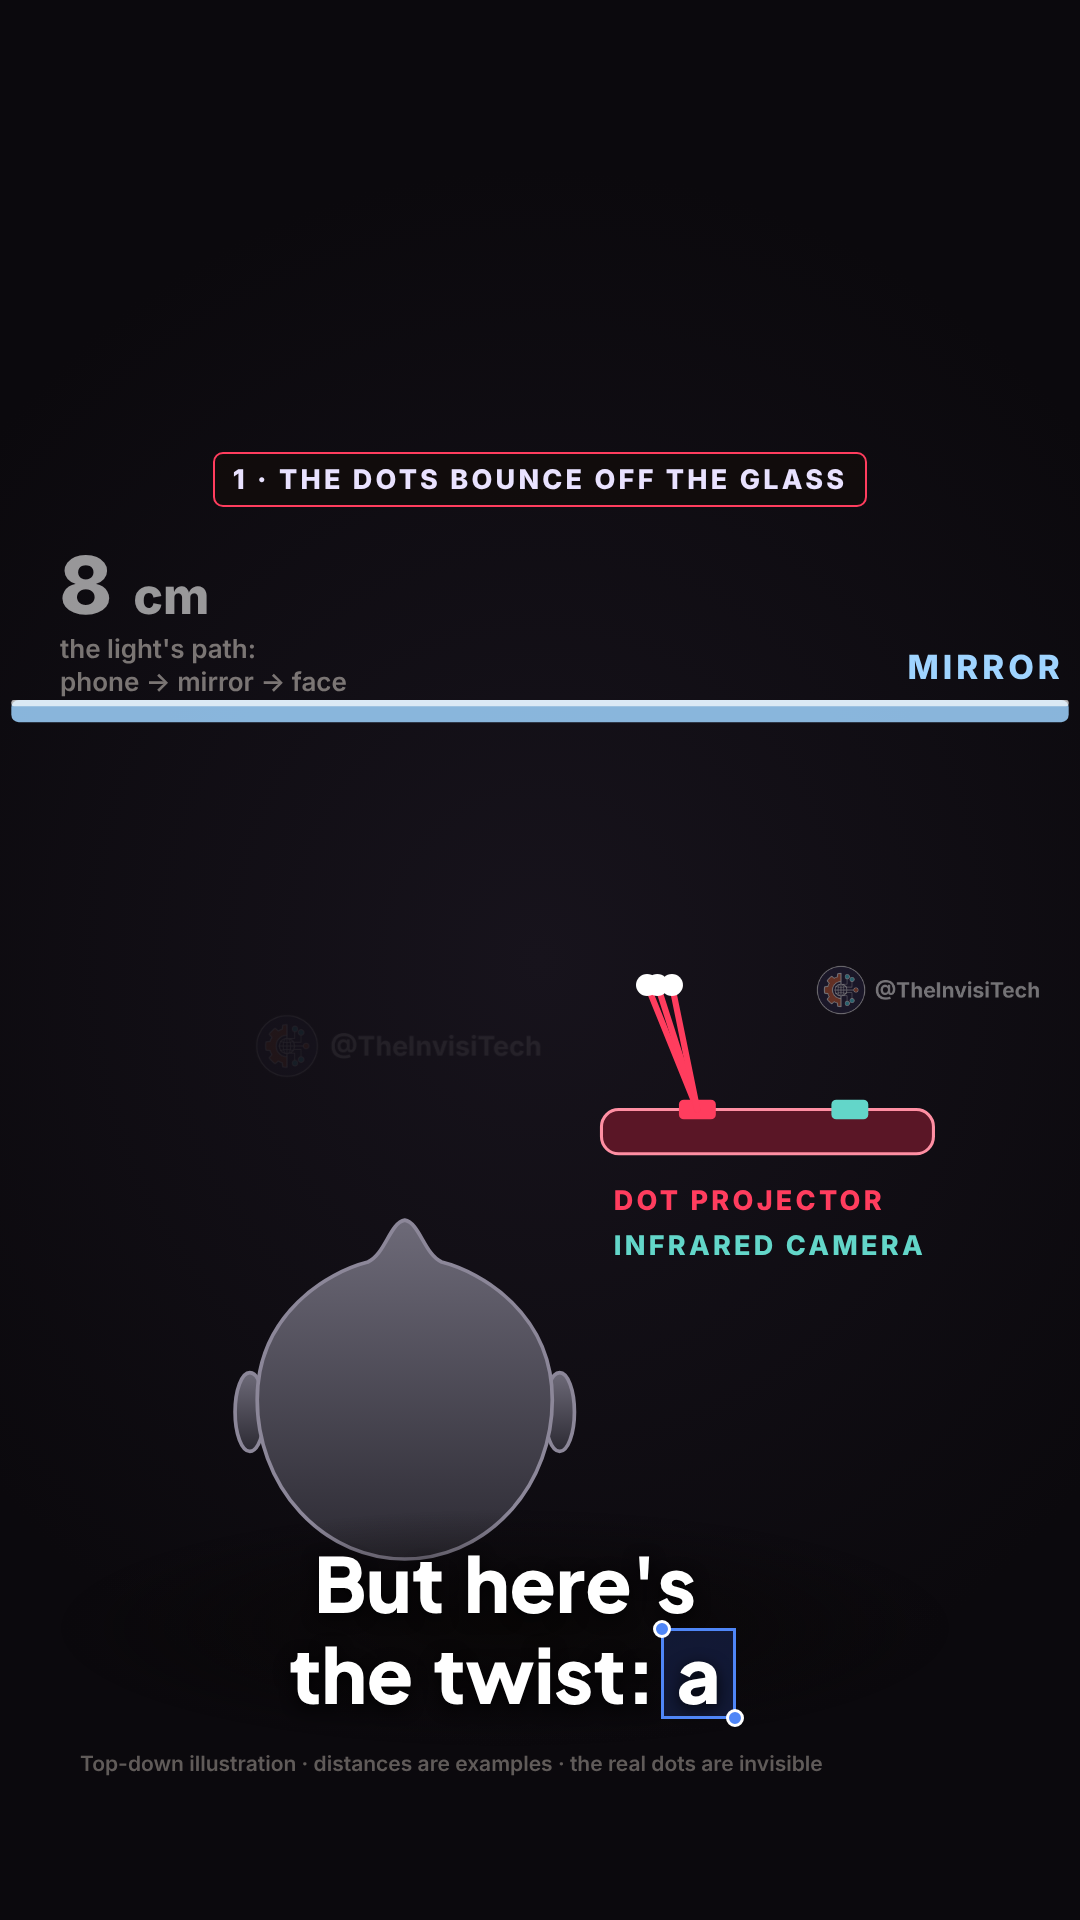 1 · THE DOTS BOUNCE OFF THE GLASS
8 cm
the light's path:
phone → mirror → face
MIRROR
@TheInvisiTech
@TheInvisiTech
DOT PROJECTOR
INFRARED CAMERA
But here's
the twist: a
Top-down illustration · distances are examples · the real dots are invisible